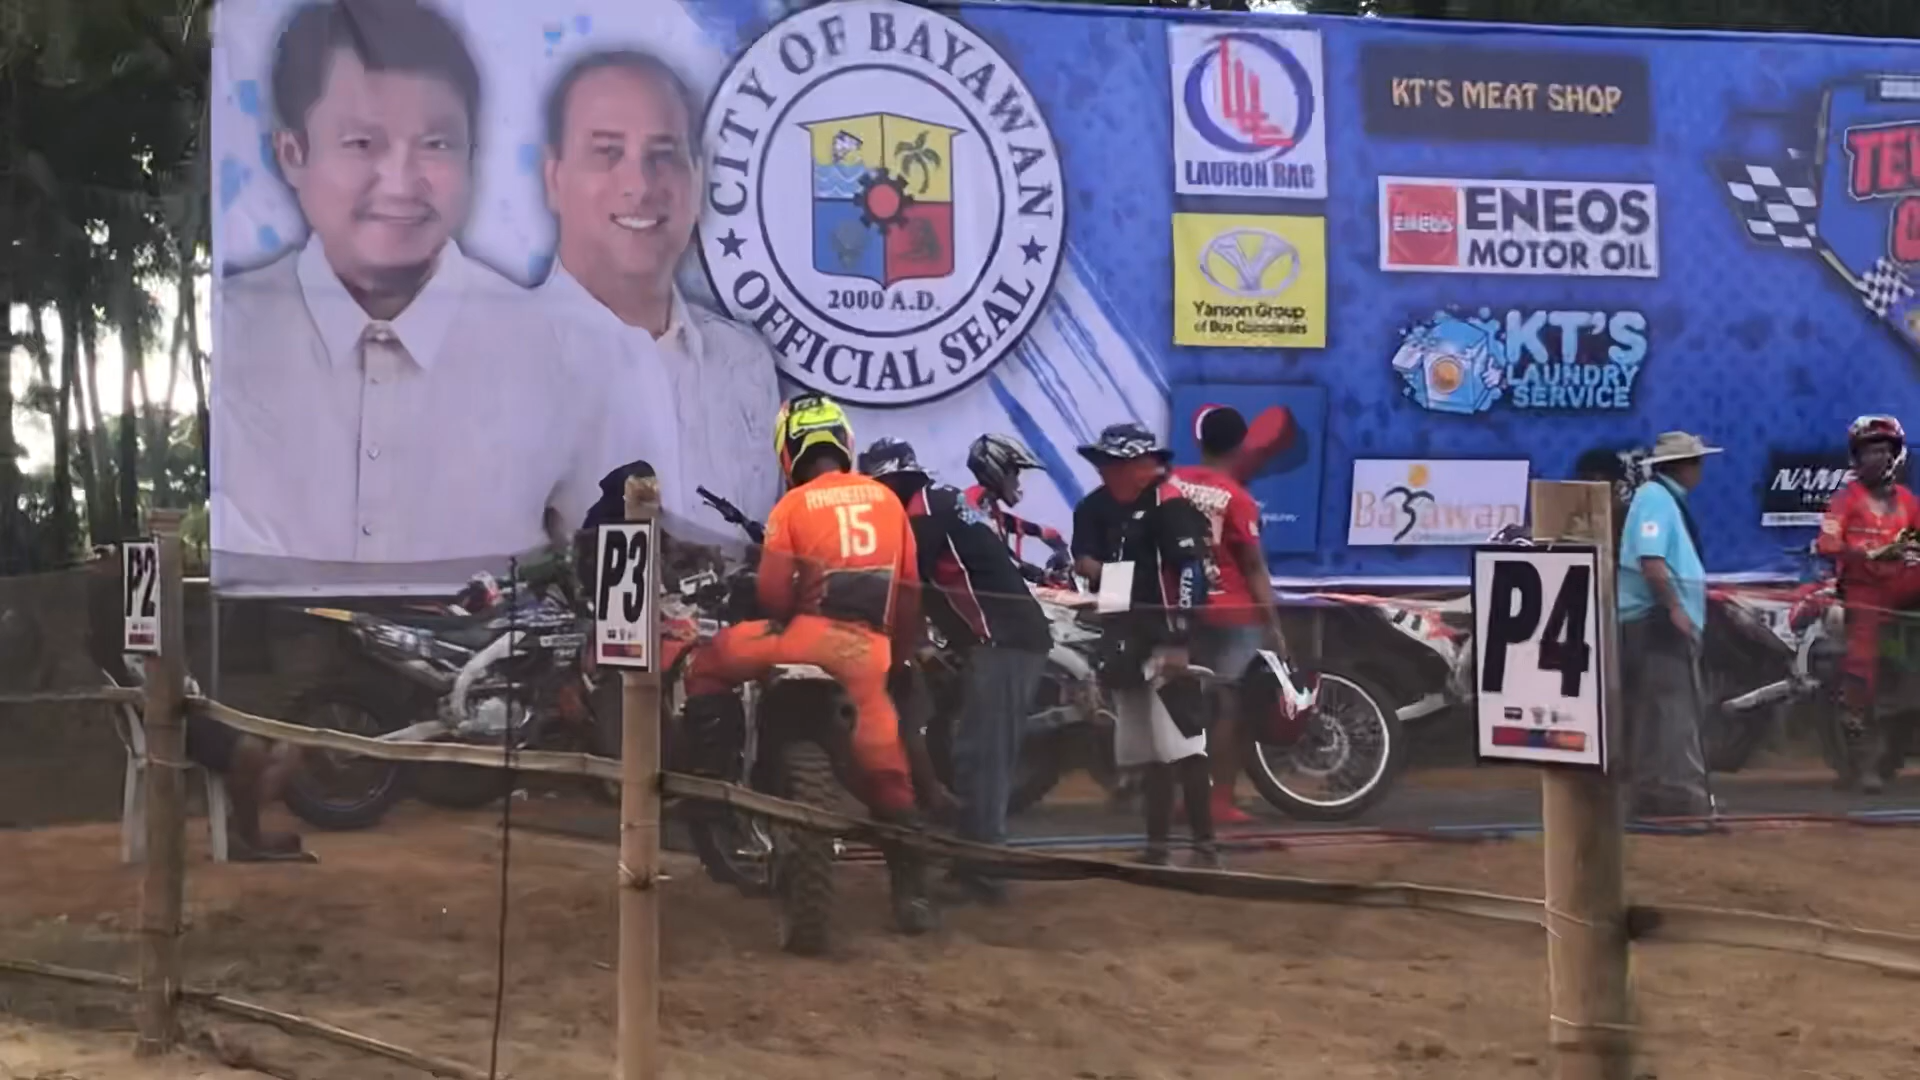 CITY OF BAYAWAN
OFFICIAL SEAL
2000 A.D.
LAURON BAC
KT'S MEAT SHOP
ENEOS
ENEOS
MOTOR OIL
Yanson Group
of Bus Companies
KT'S
LAUNDRY
SERVICE
Bayawan
15
P2
P3
P4